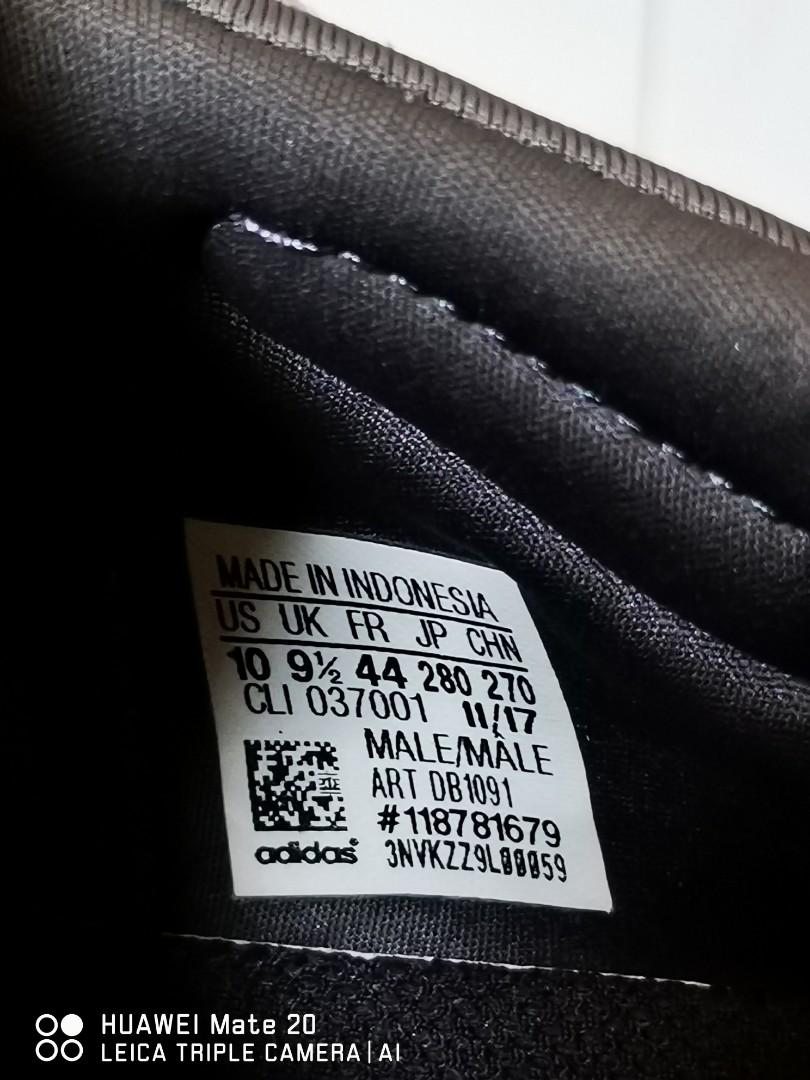 MADE IN INDONESIA
US UK FR JP CHN
10 9½ 44 280 270
CLI 037001 11/17
MALE/MÂLE
ART DB1091
#118781679
adidas 3NVKZZ9L00059
HUAWEI Mate 20
LEICA TRIPLE CAMERA | AI